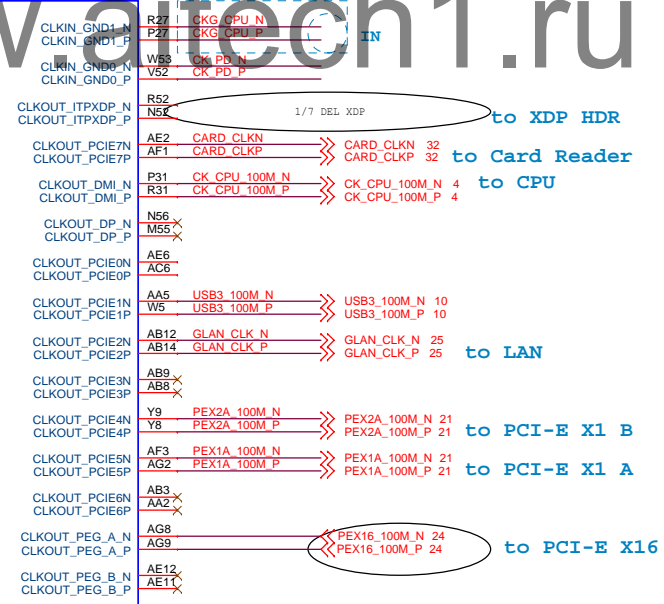 v.aitech1.ru
CLKIN_GND1_N R27 CKG_CPU_N
CLKIN_GND1_P P27 CKG_CPU_P IN
CLKIN_GND0_N W53 CK_PD_N
CLKIN_GND0_P V52 CK_PD_P
CLKOUT_ITPXDP_N R52
CLKOUT_ITPXDP_P N52 1/7 DEL XDP to XDP HDR
CLKOUT_PCIE7N AE2 CARD_CLKN CARD_CLKN 32
CLKOUT_PCIE7P AF1 CARD_CLKP CARD_CLKP 32 to Card Reader
CLKOUT_DMI_N P31 CK_CPU_100M_N CK_CPU_100M_N 4 to CPU
CLKOUT_DMI_P R31 CK_CPU_100M_P CK_CPU_100M_P 4
CLKOUT_DP_N N56
CLKOUT_DP_P M55
CLKOUT_PCIE0N AE6
CLKOUT_PCIE0P AC6
CLKOUT_PCIE1N AA5 USB3_100M_N USB3_100M_N 10
CLKOUT_PCIE1P W5 USB3_100M_P USB3_100M_P 10
CLKOUT_PCIE2N AB12 GLAN_CLK_N GLAN_CLK_N 25
CLKOUT_PCIE2P AB14 GLAN_CLK_P GLAN_CLK_P 25 to LAN
CLKOUT_PCIE3N AB9
CLKOUT_PCIE3P AB8
CLKOUT_PCIE4N Y9 PEX2A_100M_N PEX2A_100M_N 21
CLKOUT_PCIE4P Y8 PEX2A_100M_P PEX2A_100M_P 21 to PCI-E X1 B
CLKOUT_PCIE5N AF3 PEX1A_100M_N PEX1A_100M_N 21
CLKOUT_PCIE5P AG2 PEX1A_100M_P PEX1A_100M_P 21 to PCI-E X1 A
CLKOUT_PCIE6N AB3
CLKOUT_PCIE6P AA2
CLKOUT_PEG_A_N AG8 PEX16_100M_N 24
CLKOUT_PEG_A_P AG9 PEX16_100M_P 24 to PCI-E X16
CLKOUT_PEG_B_N AE12
CLKOUT_PEG_B_P AE11